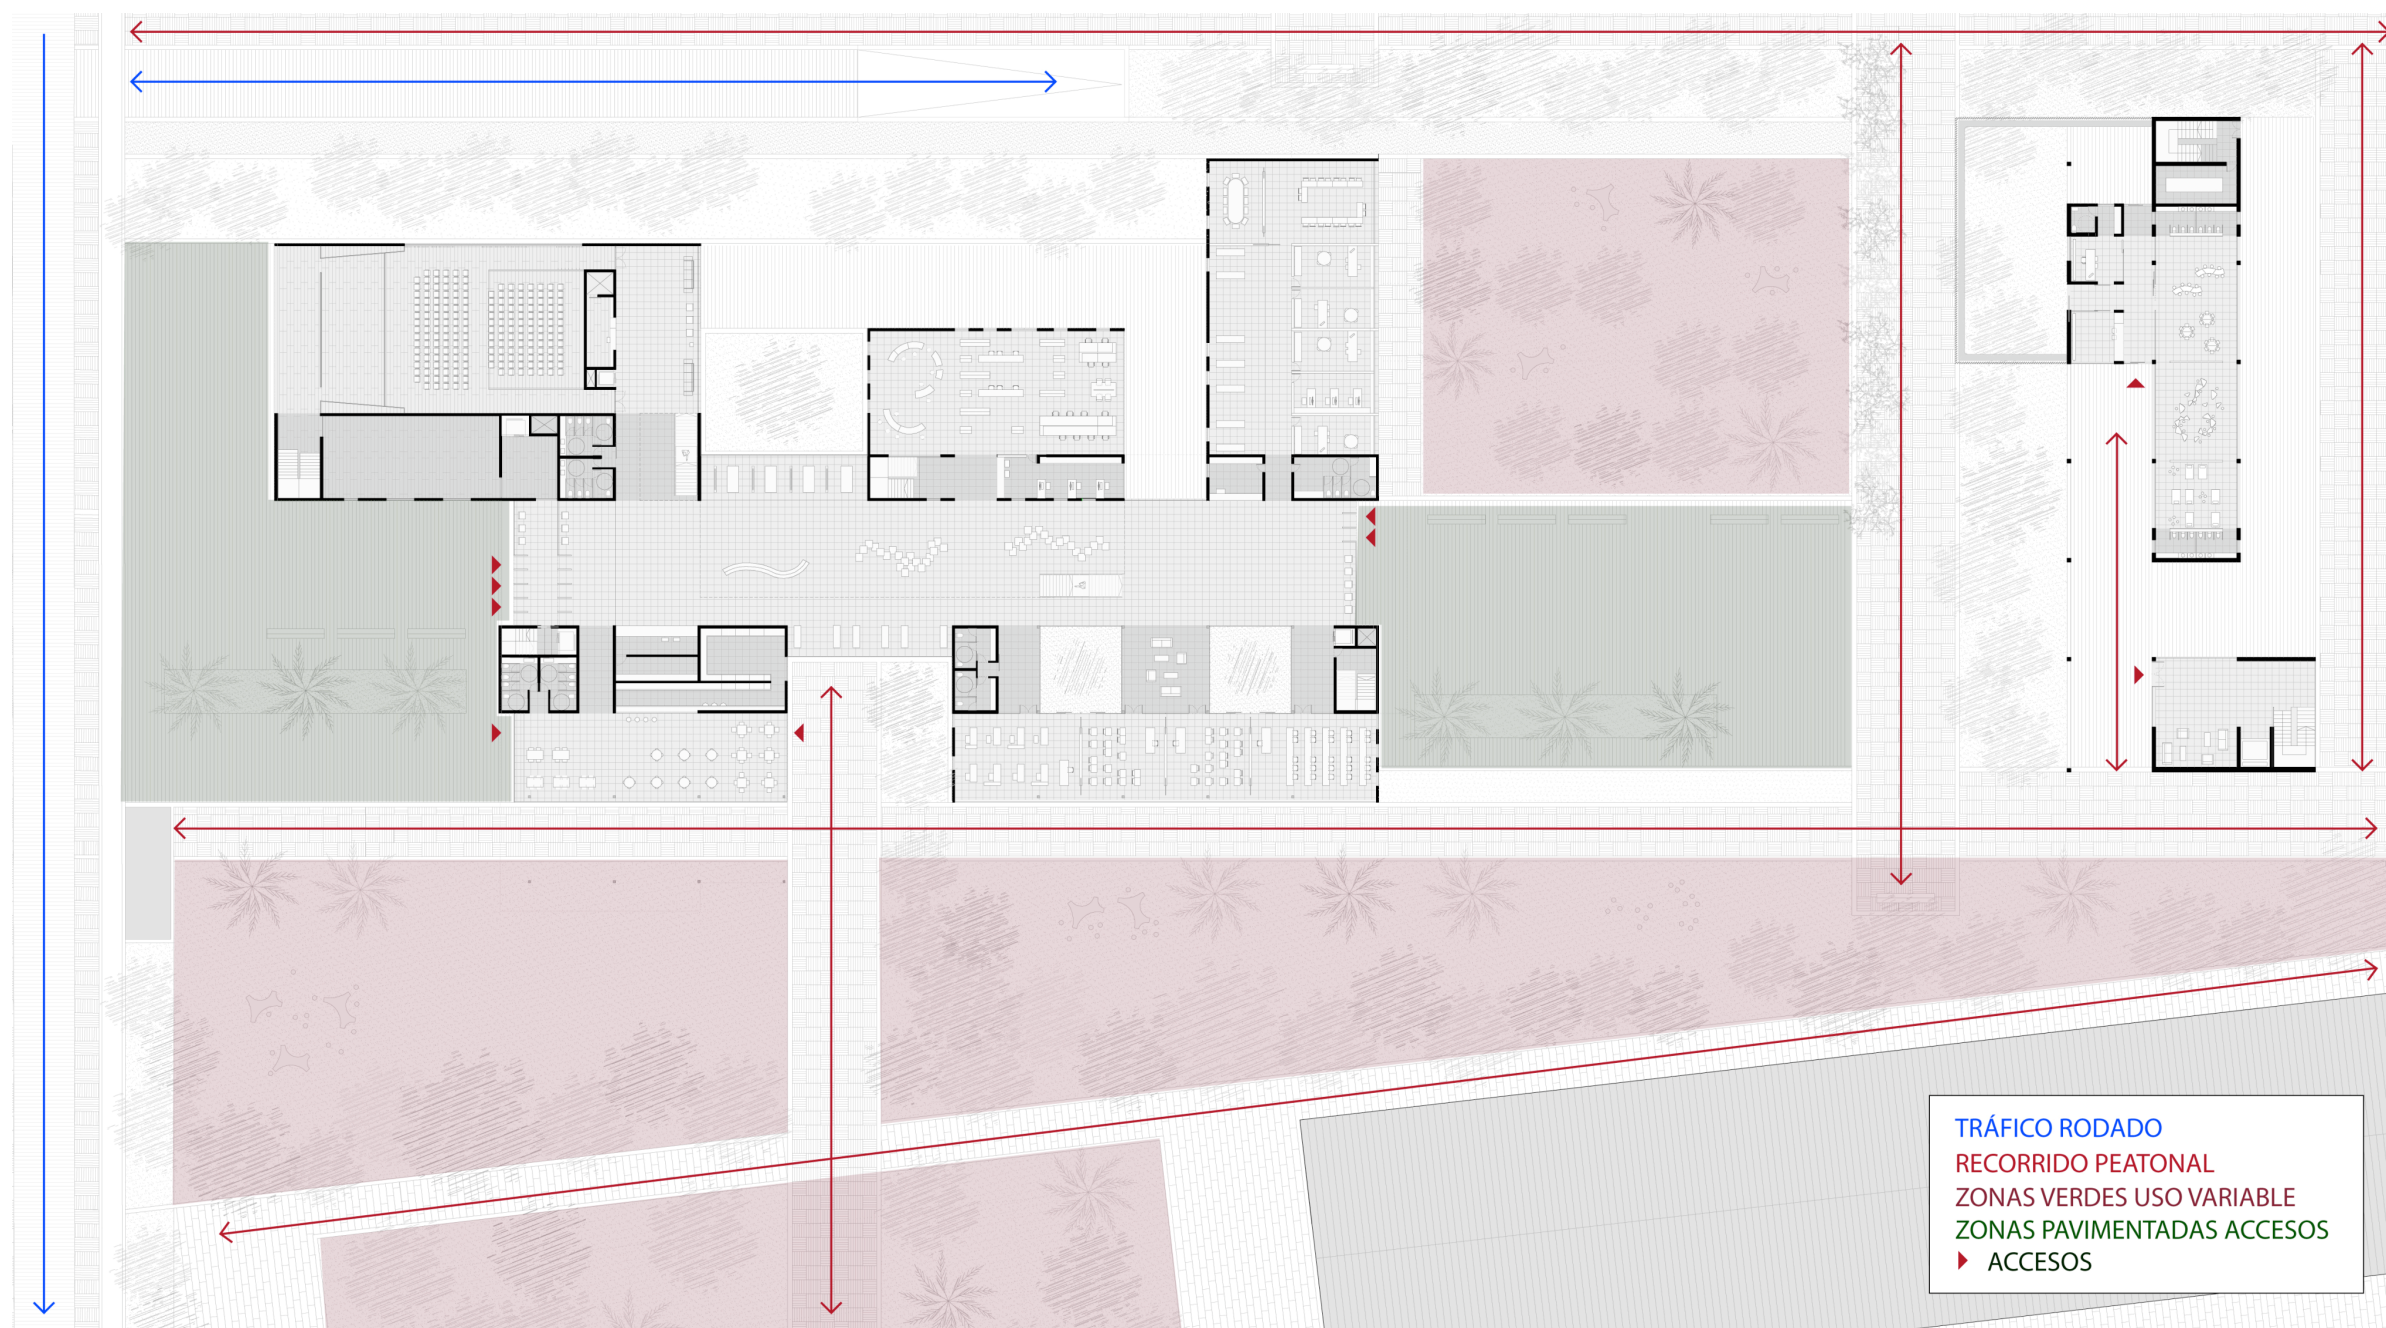 TRÁFICO RODADO
RECORRIDO PEATONAL
ZONAS VERDES USO VARIABLE
ZONAS PAVIMENTADAS ACCESOS
ACCESOS